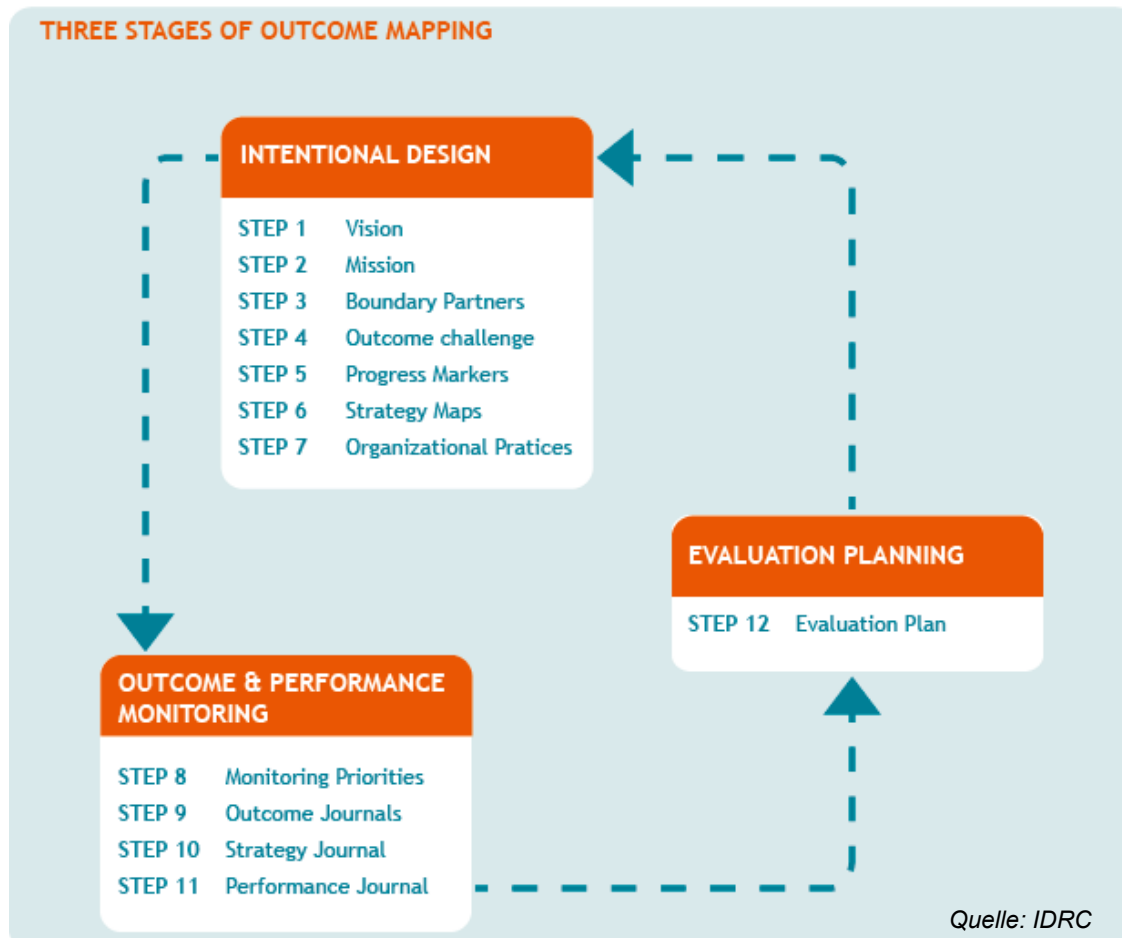 THREE STAGES OF OUTCOME MAPPING
INTENTIONAL DESIGN
STEP 1 Vision
STEP 2 Mission
STEP 3 Boundary Partners
STEP 4 Outcome challenge
STEP 5 Progress Markers
STEP 6 Strategy Maps
STEP 7 Organizational Pratices
EVALUATION PLANNING
STEP 12 Evaluation Plan
OUTCOME & PERFORMANCE
MONITORING
STEP 8 Monitoring Priorities
STEP 9 Outcome Journals
STEP 10 Strategy Journal
STEP 11 Performance Journal
Quelle: IDRC